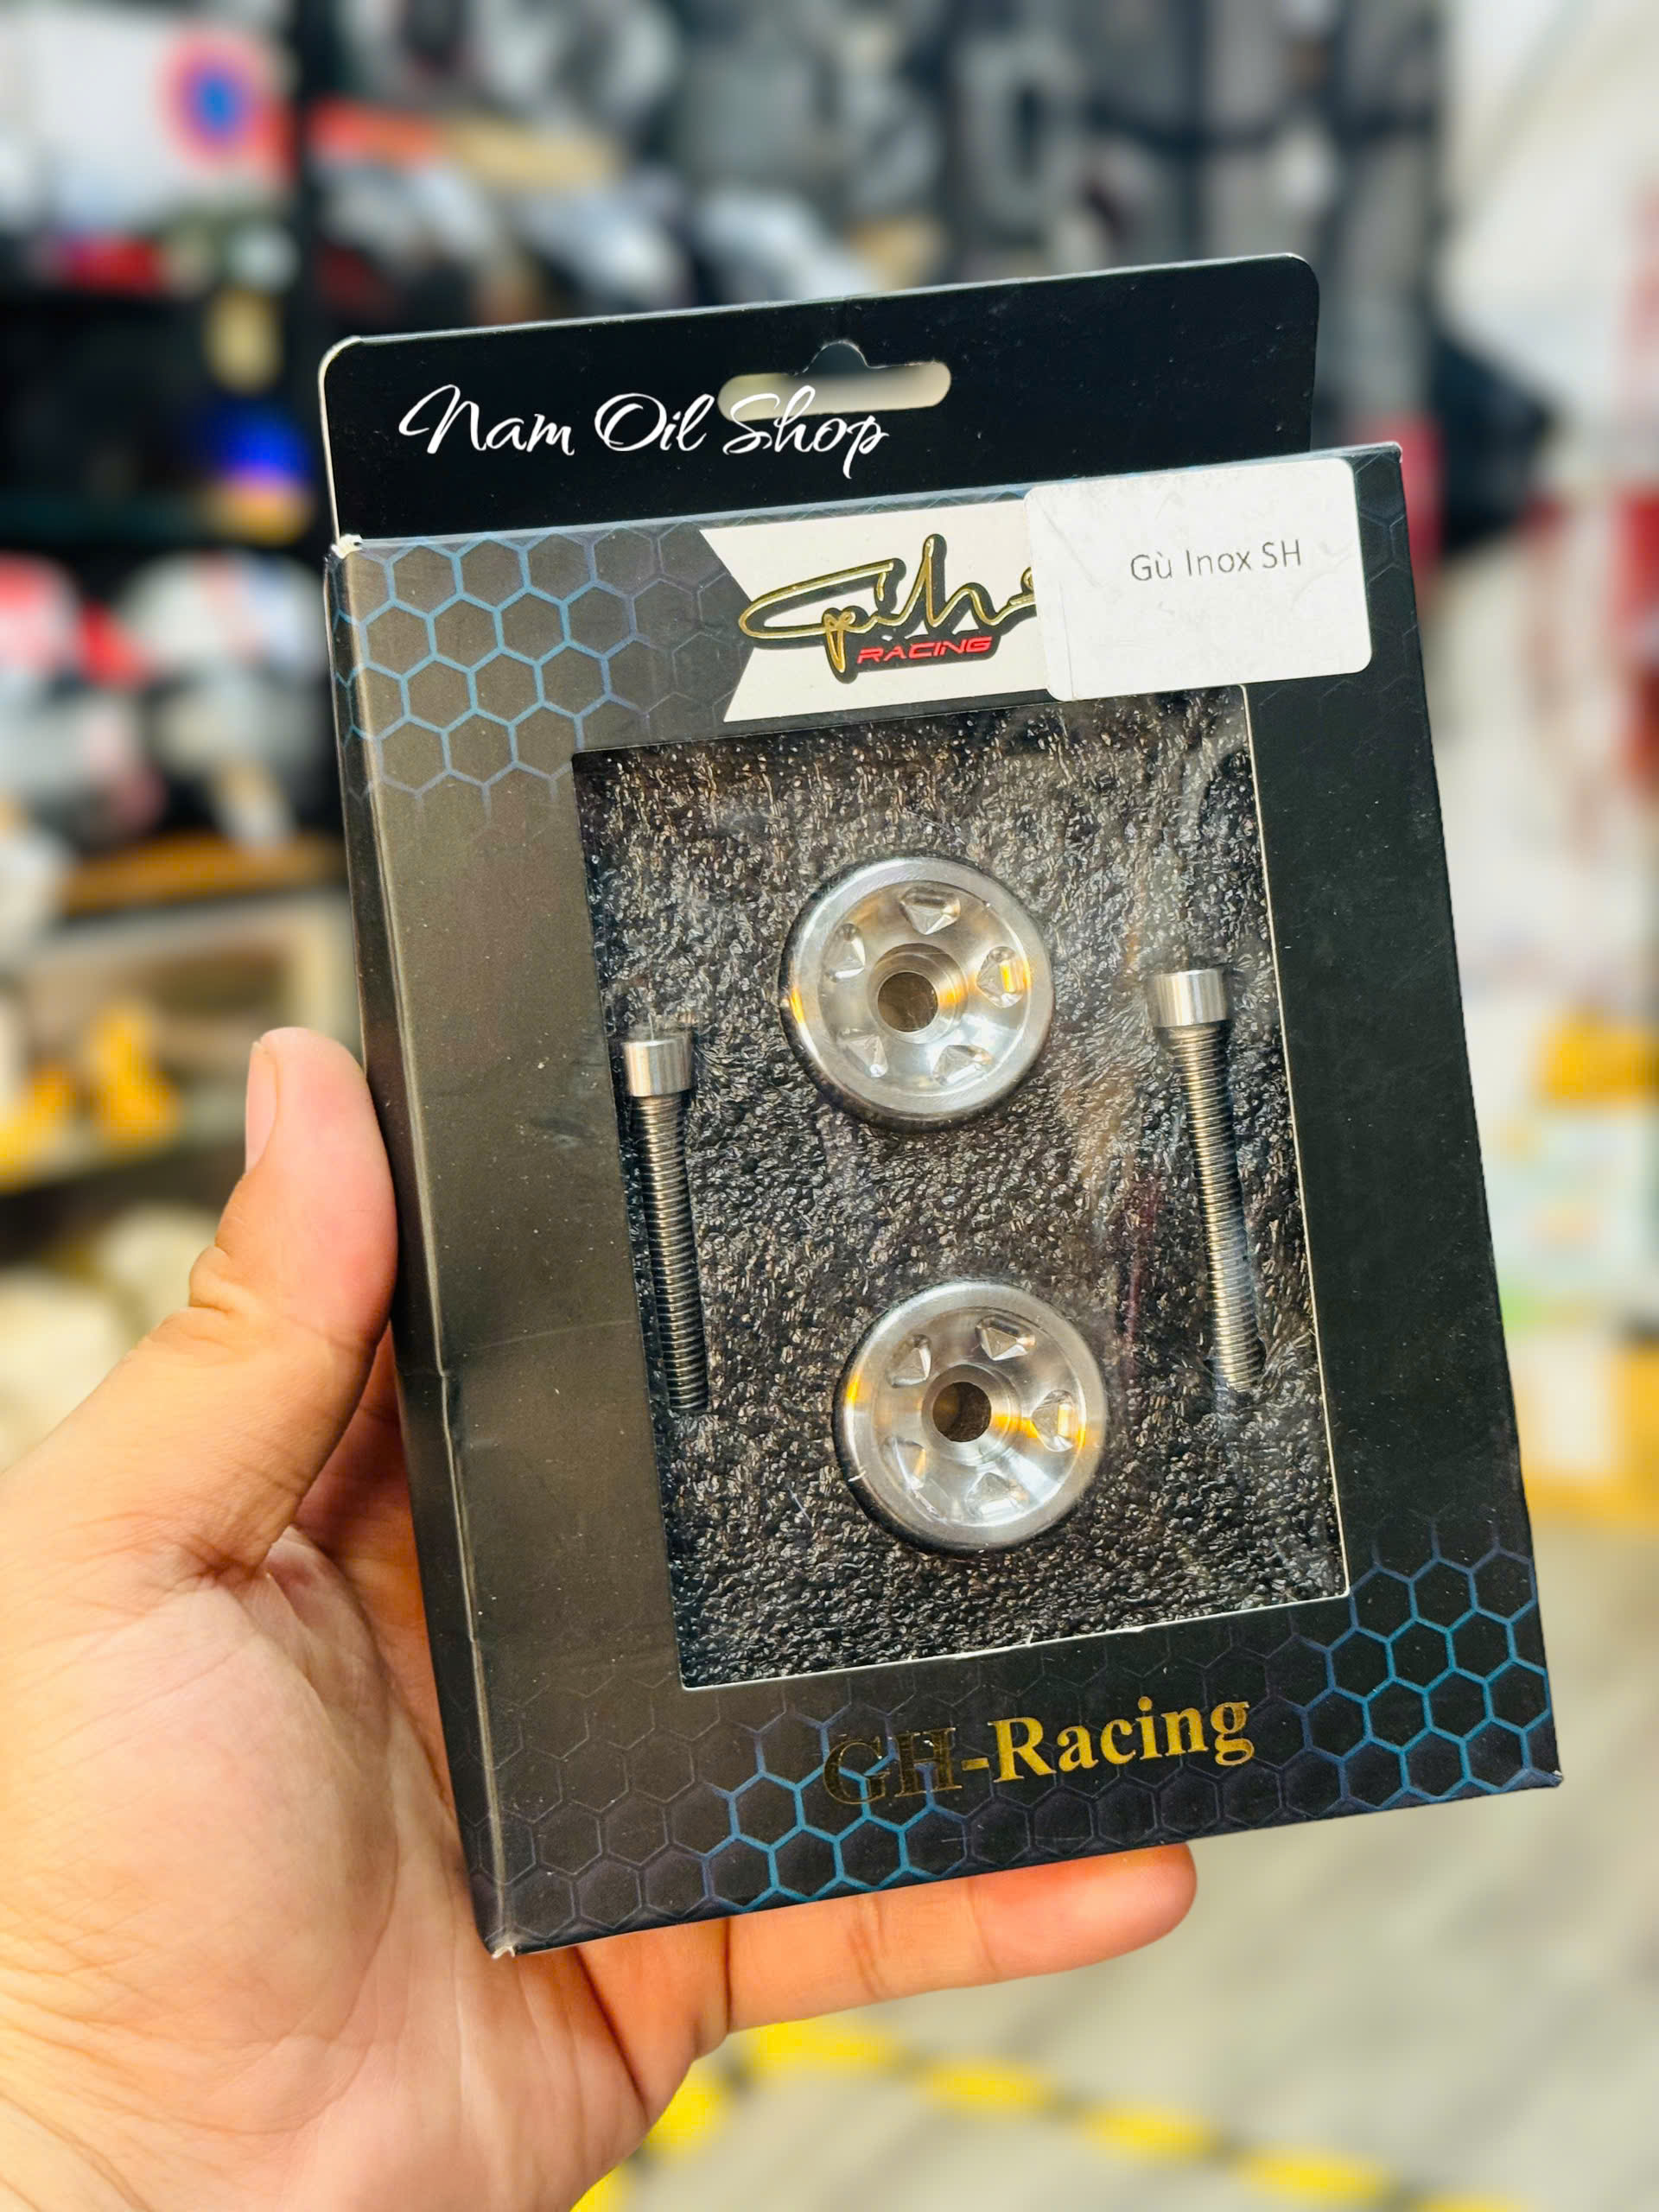 Nam Oil Shop
Gù Inox SH
RACING
GH-Racing